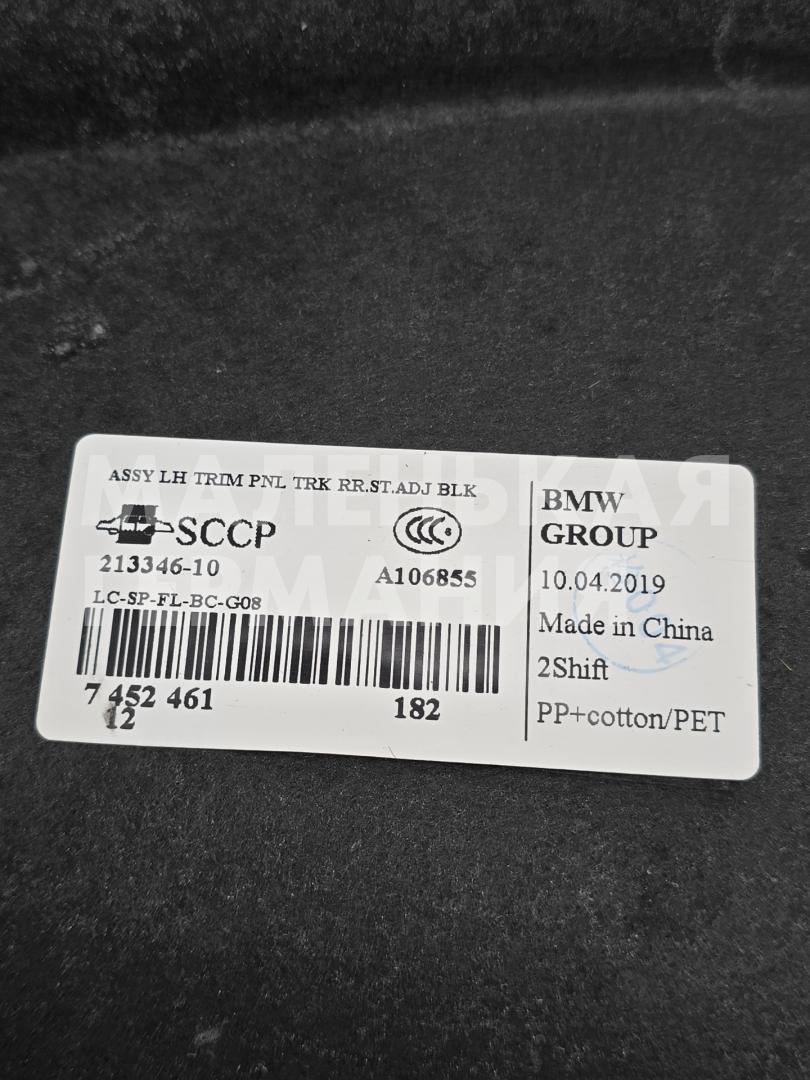 ASSY LH TRIM PNL TRK RR.ST.ADJ BLK
SCCP
CCC
213346-10
A106855
LC-SP-FL-BC-G08
7 452 461
182
12
BMW
GROUP
10.04.2019
Made in China
2Shift
PP+cotton/PET
МАЛЕНЬКАЯ
ГЕРМАНИЯ